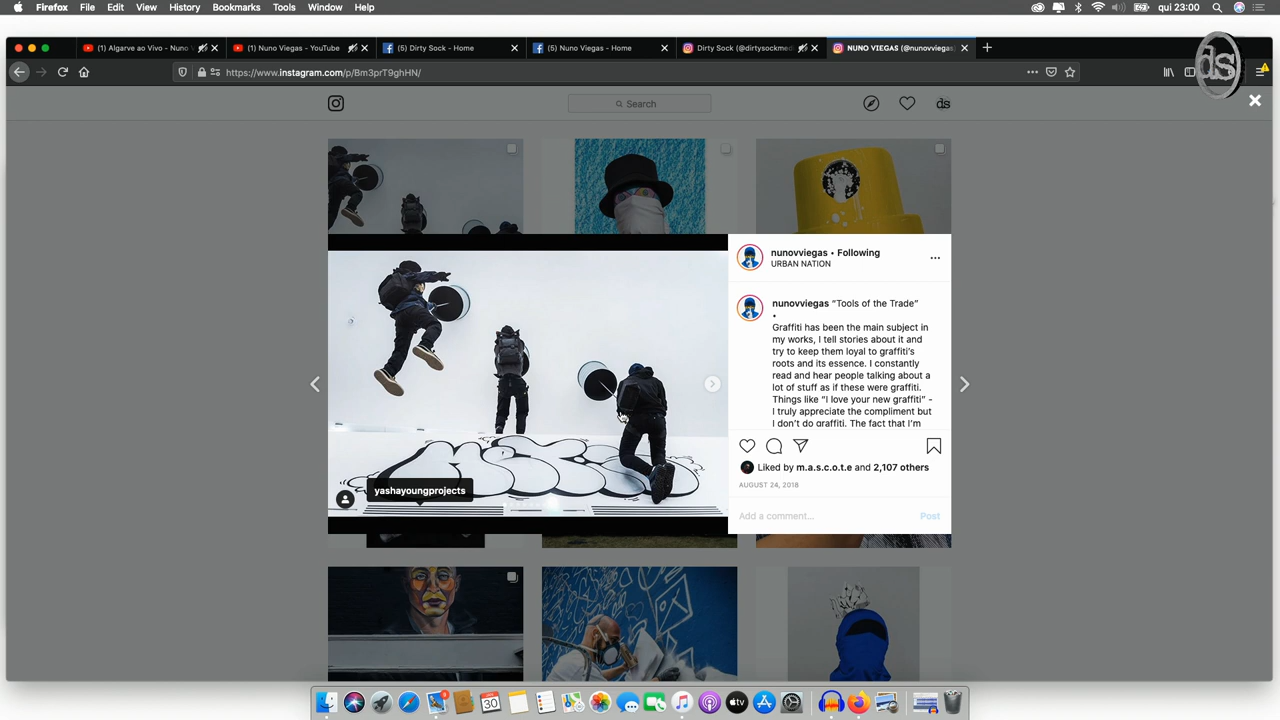 Firefox File Edit View History Bookmarks Tools Window Help
qui 23:00
(1) Algarve ao Vivo - Nuno V
(1) Nuno Viegas - YouTube
(5) Dirty Sock - Home
(5) Nuno Viegas - Home
Dirty Sock (@dirtysockmed
NUNO VIEGAS (@nunovviegas
https://www.instagram.com/p/Bm3prT9ghHN/
ds
Search
ds
nunovviegas • Following
URBAN NATION
nunovviegas “Tools of the Trade”
•
Graffiti has been the main subject in
my works, I tell stories about it and
try to keep them loyal to graffiti’s
roots and its essence. I constantly
read and hear people talking about a
lot of stuff as if these were graffiti.
Things like “I love your new graffiti” -
I truly appreciate the compliment but
I don’t do graffiti. The fact that I’m
yashayoungprojects
Liked by m.a.s.c.o.t.e and 2,107 others
AUGUST 24, 2018
Add a comment...
Post
30
tv